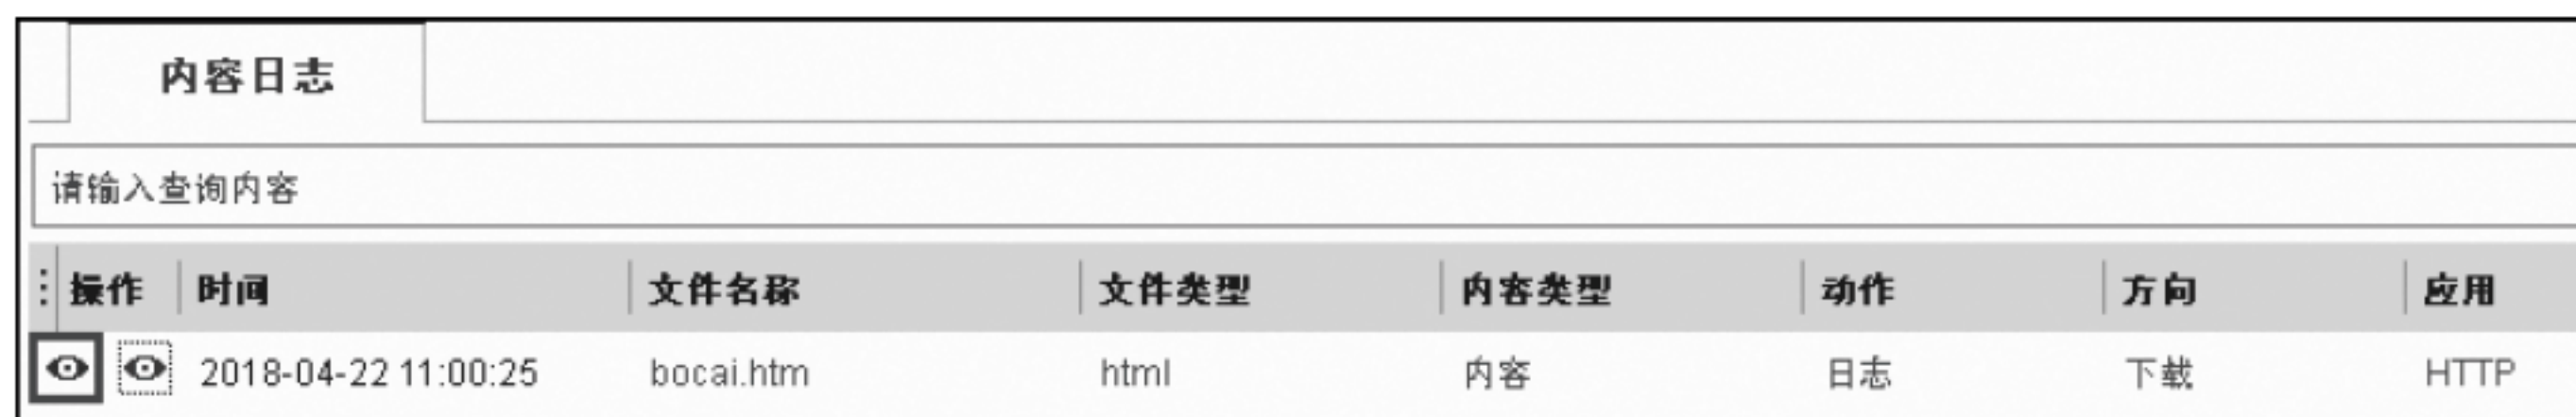 内容日志
请输入查询内容
操作 时间 文件名称 文件类型 内容类型 动作 方向 应用
2018-04-22 11:00:25 bocai.htm html 内容 日志 下载 HTTP